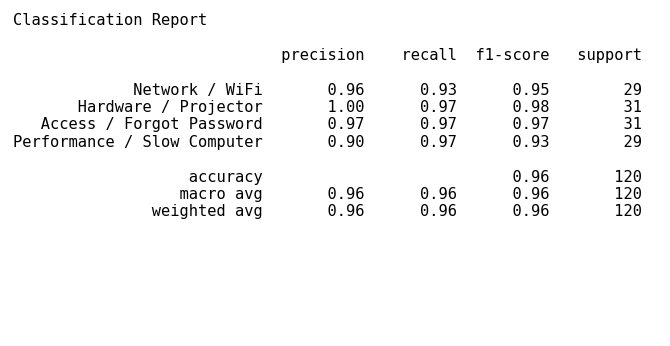 Classification Report
precision recall f1-score support
Network / WiFi 0.96 0.93 0.95 29
Hardware / Projector 1.00 0.97 0.98 31
Access / Forgot Password 0.97 0.97 0.97 31
Performance / Slow Computer 0.90 0.97 0.93 29
accuracy 0.96 120
macro avg 0.96 0.96 0.96 120
weighted avg 0.96 0.96 0.96 120